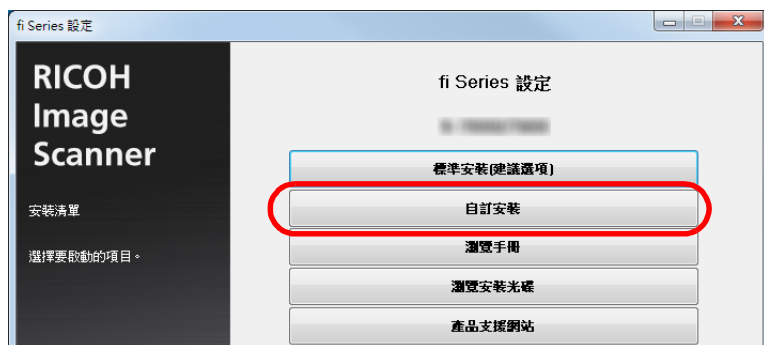 fi Series 設定
RICOH
Image
Scanner
安裝清單
選擇要啟動的項目。
fi Series 設定
標準安裝(建議選項)
自訂安裝
瀏覽手冊
瀏覽安裝光碟
產品支援網站